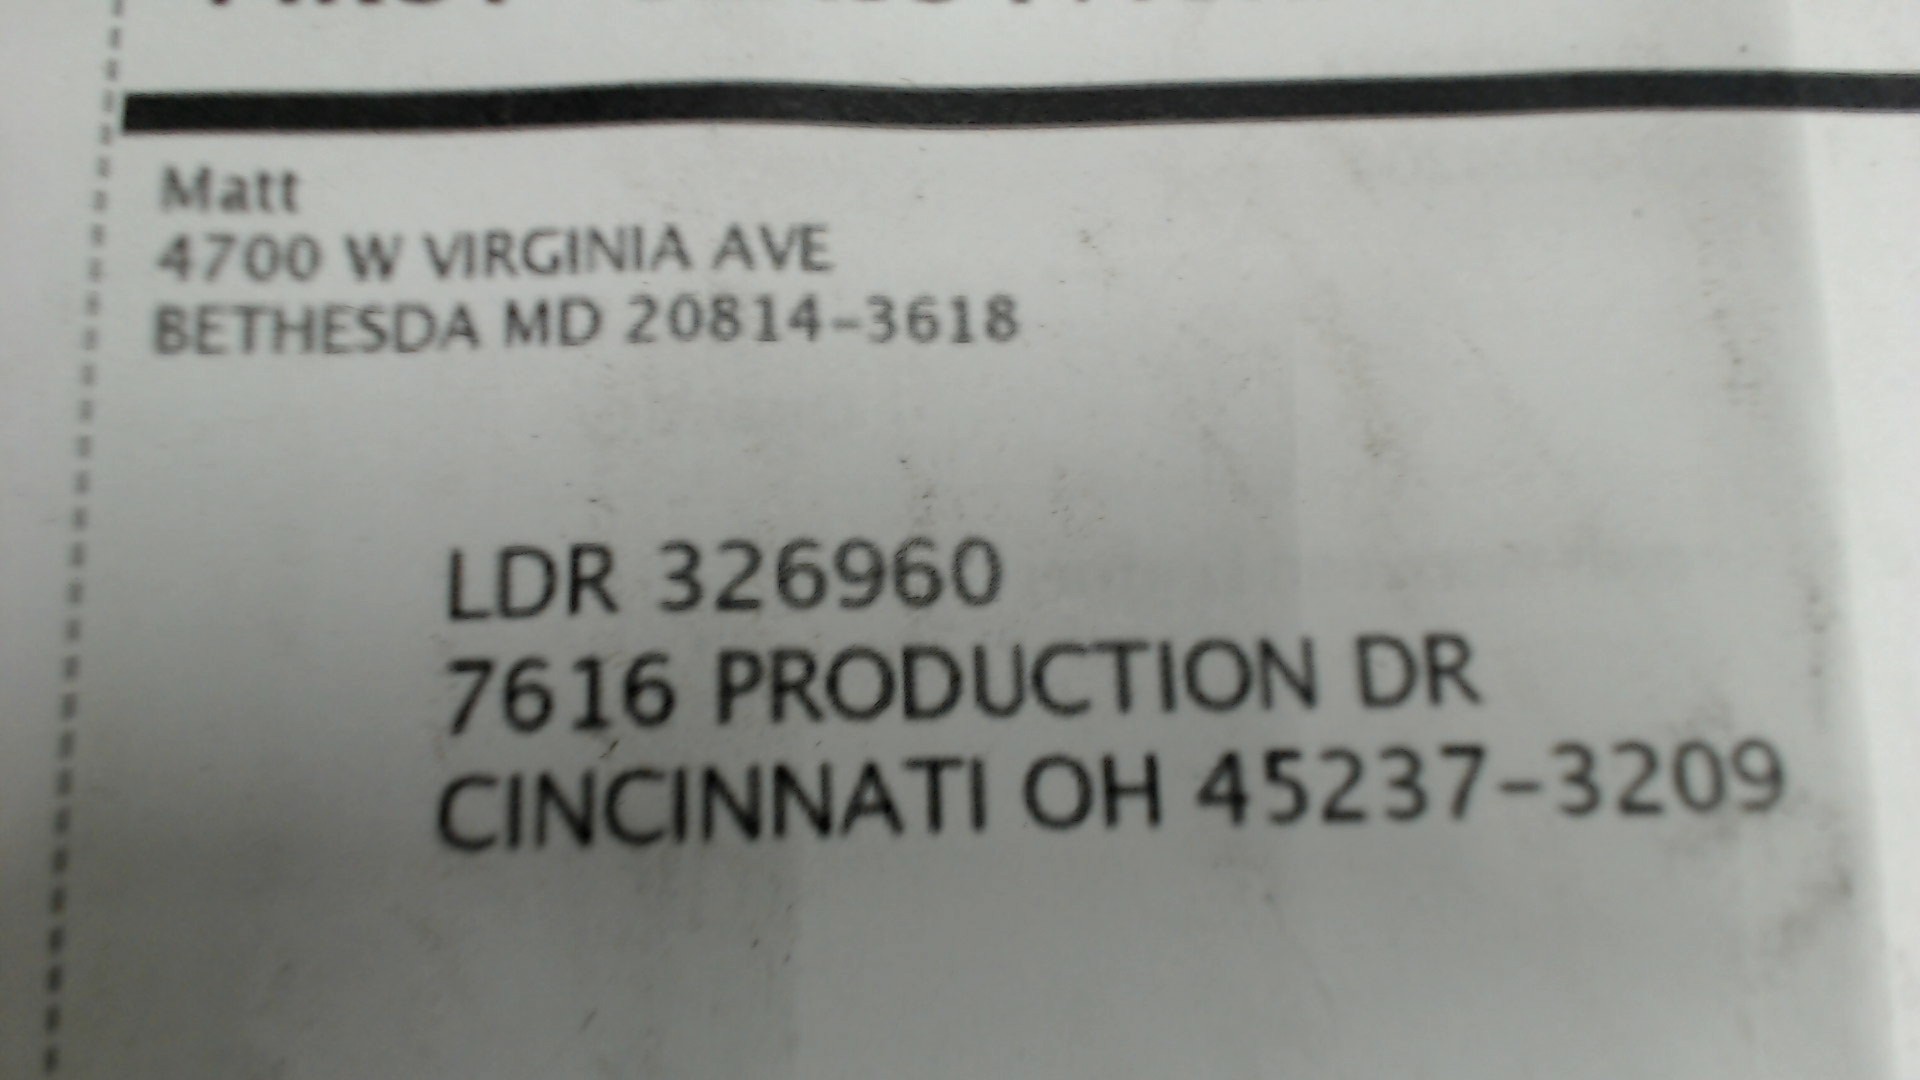 Matt
4700 W VIRGINIA AVE
BETHESDA MD 20814-3618
LDR 326960
7616 PRODUCTION DR
CINCINNATI OH 45237-3209